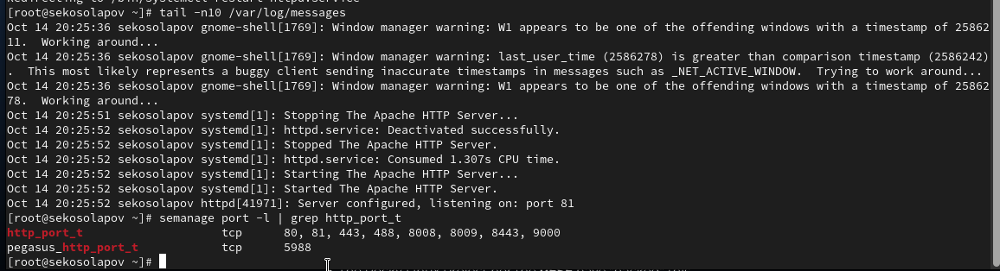 [root@sekosolapov ~]# tail -n10 /var/log/messages
Oct 14 20:25:36 sekosolapov gnome-shell[1769]: Window manager warning: W1 appears to be one of the offending windows with a timestamp of 25862
11.  Working around...
Oct 14 20:25:36 sekosolapov gnome-shell[1769]: Window manager warning: last_user_time (2586278) is greater than comparison timestamp (2586242)
.  This most likely represents a buggy client sending inaccurate timestamps in messages such as _NET_ACTIVE_WINDOW.  Trying to work around...
Oct 14 20:25:36 sekosolapov gnome-shell[1769]: Window manager warning: W1 appears to be one of the offending windows with a timestamp of 25862
78.  Working around...
Oct 14 20:25:51 sekosolapov systemd[1]: Stopping The Apache HTTP Server...
Oct 14 20:25:52 sekosolapov systemd[1]: httpd.service: Deactivated successfully.
Oct 14 20:25:52 sekosolapov systemd[1]: Stopped The Apache HTTP Server.
Oct 14 20:25:52 sekosolapov systemd[1]: httpd.service: Consumed 1.307s CPU time.
Oct 14 20:25:52 sekosolapov systemd[1]: Starting The Apache HTTP Server...
Oct 14 20:25:52 sekosolapov systemd[1]: Started The Apache HTTP Server.
Oct 14 20:25:52 sekosolapov httpd[41971]: Server configured, listening on: port 81
[root@sekosolapov ~]# semanage port -l | grep http_port_t
http_port_t                    tcp      80, 81, 443, 488, 8008, 8009, 8443, 9000
pegasus_http_port_t            tcp      5988
[root@sekosolapov ~]#